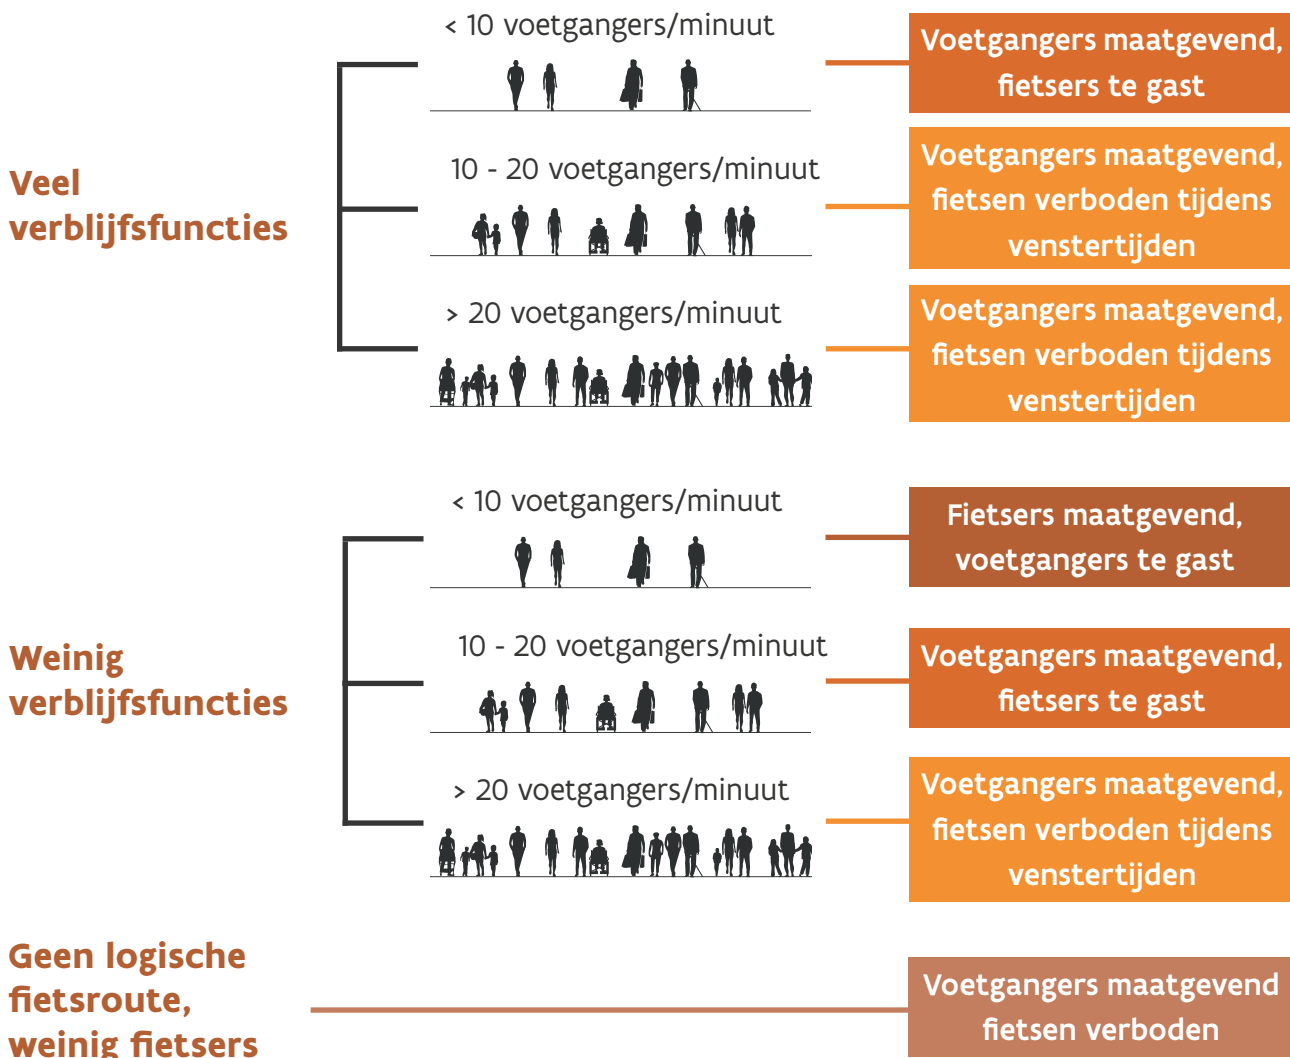 Veel
verblijfsfuncties
< 10 voetgangers/minuut
Voetgangers maatgevend,
fietsers te gast
10 - 20 voetgangers/minuut
Voetgangers maatgevend,
fietsen verboden tijdens
venstertijden
> 20 voetgangers/minuut
Voetgangers maatgevend,
fietsen verboden tijdens
venstertijden
Weinig
verblijfsfuncties
< 10 voetgangers/minuut
Fietsers maatgevend,
voetgangers te gast
10 - 20 voetgangers/minuut
Voetgangers maatgevend,
fietsers te gast
> 20 voetgangers/minuut
Voetgangers maatgevend,
fietsen verboden tijdens
venstertijden
Geen logische
fietsroute,
weinig fietsers
Voetgangers maatgevend
fietsen verboden